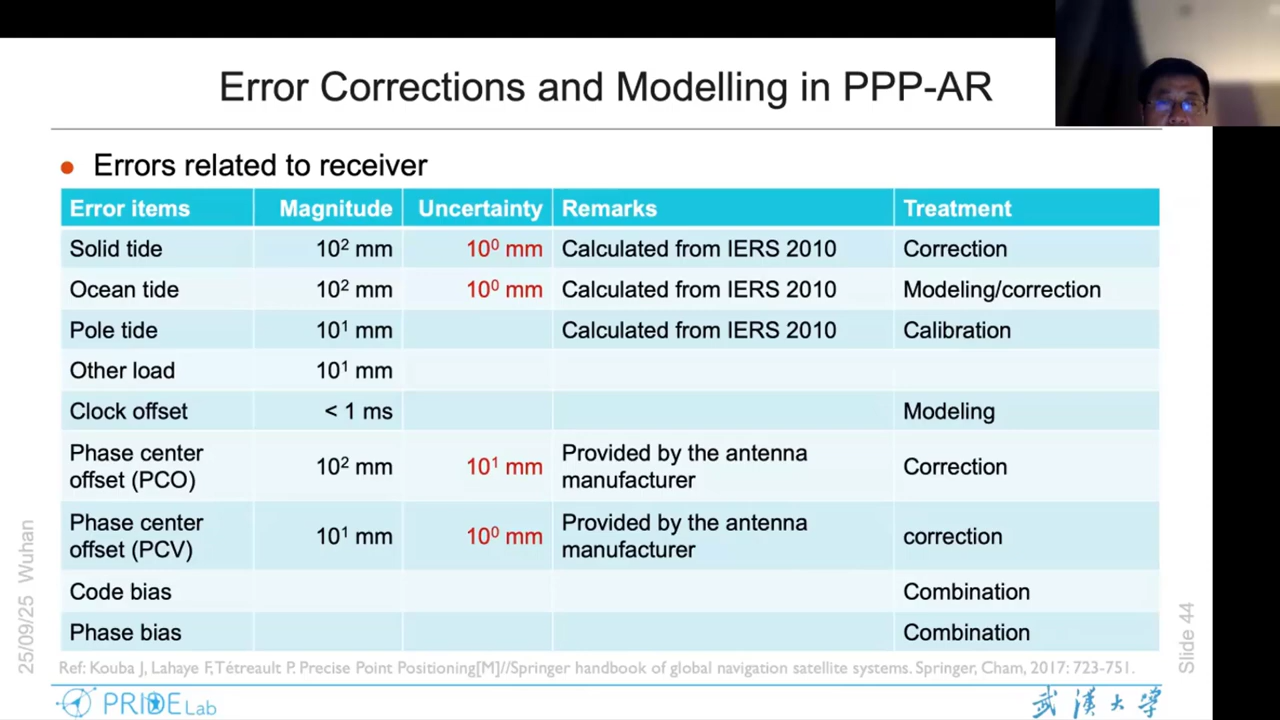 Error Corrections and Modelling in PPP-AR
• Errors related to receiver
Error items Magnitude Uncertainty Remarks Treatment
Solid tide 10² mm 10⁰ mm Calculated from IERS 2010 Correction
Ocean tide 10² mm 10⁰ mm Calculated from IERS 2010 Modeling/correction
Pole tide 10¹ mm Calculated from IERS 2010 Calibration
Other load 10¹ mm
Clock offset < 1 ms Modeling
Phase center offset (PCO) 10² mm 10¹ mm Provided by the antenna manufacturer Correction
Phase center offset (PCV) 10¹ mm 10⁰ mm Provided by the antenna manufacturer correction
Code bias Combination
Phase bias Combination
Ref: Kouba J, Lahaye F, Tétreault P. Precise Point Positioning[M]//Springer handbook of global navigation satellite systems. Springer, Cham, 2017: 723-751.
25/09/25 Wuhan
Slide 44
PRIDE Lab
武漢大学